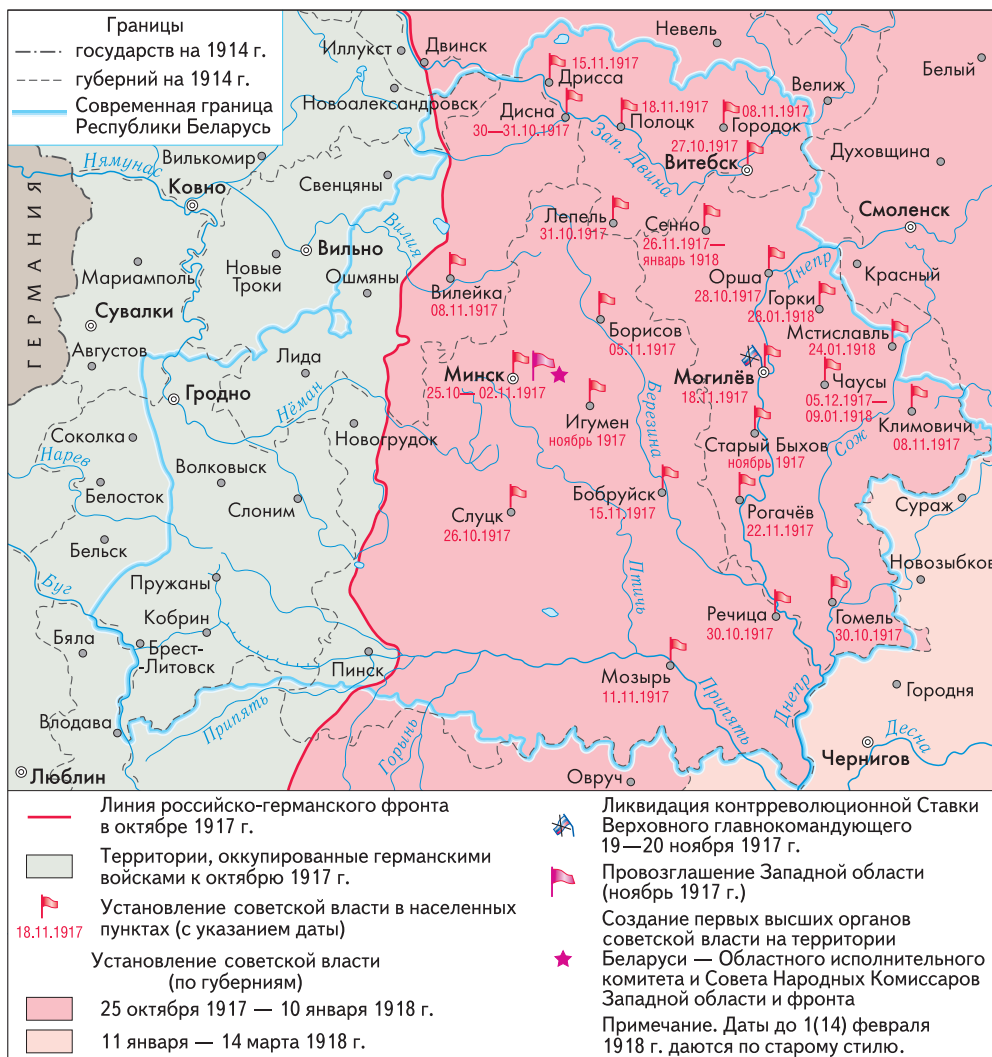 Границы
государств на 1914 г.
губерний на 1914 г.
Современная граница
Республики Беларусь
Иллукст
Двинск
Невель
Белый
15.11.1917
Дрисса
Новоалександровск
Велиж
Дисна
30—31.10.1917
18.11.1917
Полоцк
08.11.1917
Городок
27.10.1917
Витебск
Зап. Двина
Нямунас
Вилькомир
Ковно
Свенцяны
Духовщина
Смоленск
Лепель
31.10.1917
Сенно
26.11.1917—
январь 1918
Вилия
Вильно
Новые
Троки
Ошмяны
Мариамполь
ГЕРМАНИЯ
Сувалки
Августов
Вилейка
08.11.1917
Орша
28.10.1917
Днепр
Красный
Горки
28.01.1918
Борисов
05.11.1917
Мстиславль
24.01.1918
Лида
Гродно
Нёман
Минск
25.10— 02.11.1917
Могилёв
18.11.1917
Чаусы
05.12.1917—
09.01.1918
Игумен
ноябрь 1917
Березина
Климовичи
08.11.1917
Новогрудок
Соколка
Нарев
Волковыск
Старый Быхов
ноябрь 1917
Сож
Белосток
Слоним
Слуцк
26.10.1917
Бобруйск
15.11.1917
Рогачёв
22.11.1917
Сураж
Бельск
Новозыбков
Буг
Пружаны
Кобрин
Птичь
Речица
30.10.1917
Гомель
30.10.1917
Бяла
Брест-
Литовск
Пинск
Мозырь
11.11.1917
Припять
Днепр
Городня
Влодава
Припять
Горынь
Чернигов
Десна
Люблин
Овруч
Линия российско-германского фронта
в октябре 1917 г.
Территории, оккупированные германскими
войсками к октябрю 1917 г.
18.11.1917
Установление советской власти в населенных
пунктах (с указанием даты)
Установление советской власти
(по губерниям)
25 октября 1917 — 10 января 1918 г.
11 января — 14 марта 1918 г.
Ликвидация контрреволюционной Ставки
Верховного главнокомандующего
19—20 ноября 1917 г.
Провозглашение Западной области
(ноябрь 1917 г.)
Создание первых высших органов
советской власти на территории
Беларуси — Областного исполнительного
комитета и Совета Народных Комиссаров
Западной области и фронта
Примечание. Даты до 1(14) февраля
1918 г. даются по старому стилю.